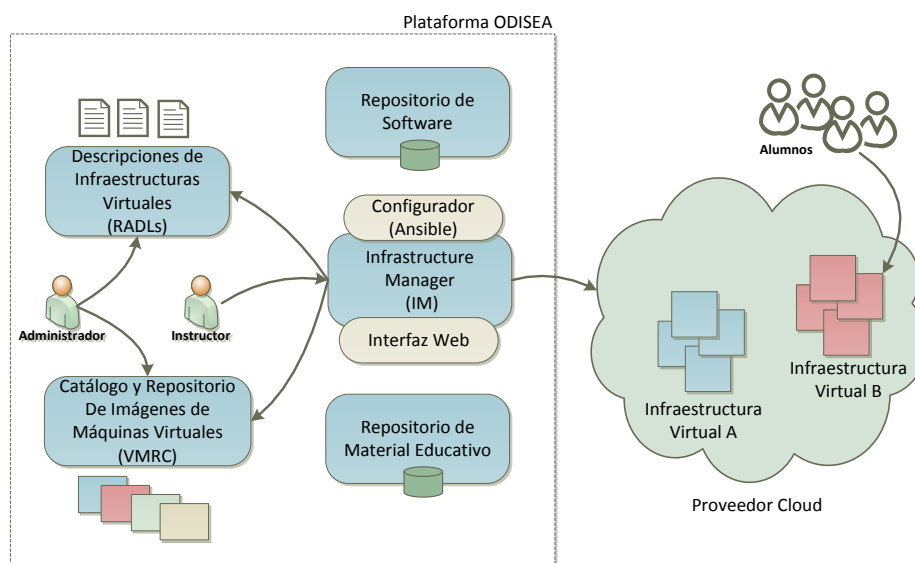 Plataforma ODISEA
Repositorio de
Software
Descripciones de
Infraestructuras
Virtuales
(RADLs)
Configurador
(Ansible)
Infrastructure
Manager
(IM)
Interfaz Web
Administrador
Instructor
Catálogo y Repositorio
De Imágenes de
Máquinas Virtuales
(VMRC)
Repositorio de
Material Educativo
Alumnos
Infraestructura
Virtual A
Infraestructura
Virtual B
Proveedor Cloud